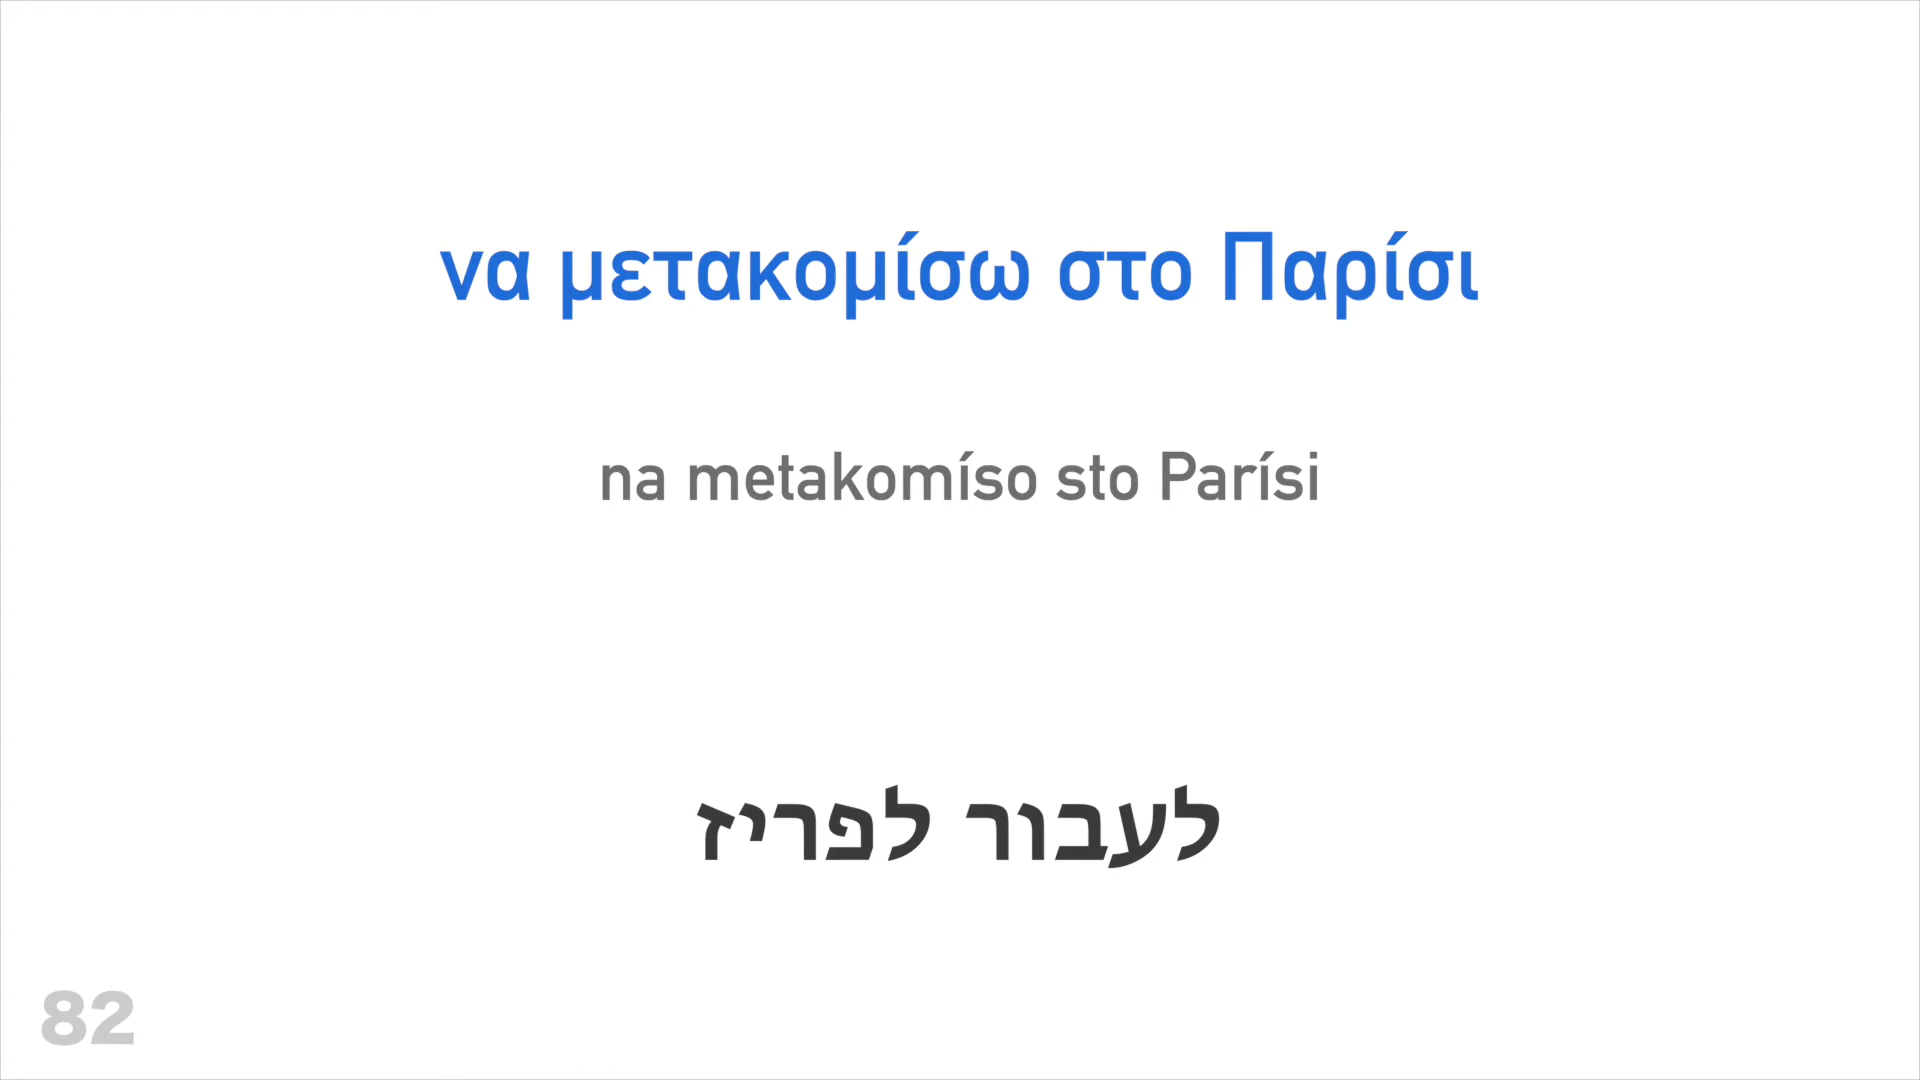 να μετακομίσω στο Παρίσι
na metakomíso sto Parísi
לעבור לפריז
82